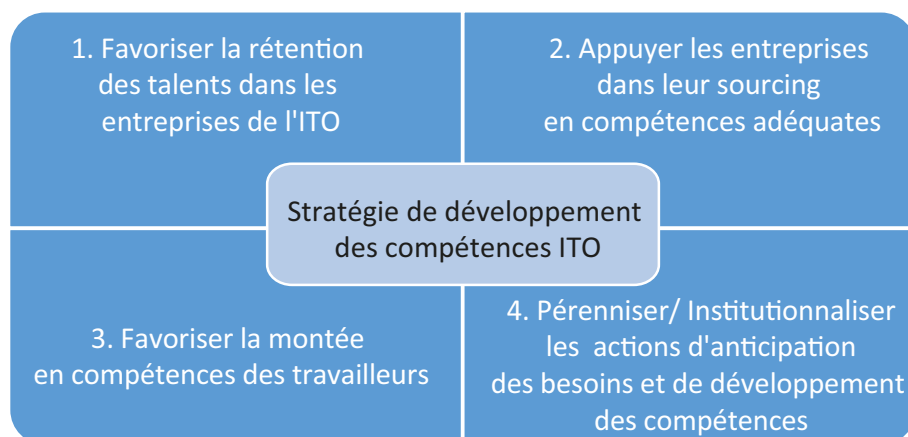 1. Favoriser la rétention
des talents dans les
entreprises de l'ITO
2. Appuyer les entreprises
dans leur sourcing
en compétences adéquates
Stratégie de développement
des compétences ITO
3. Favoriser la montée
en compétences des travailleurs
4. Pérenniser/ Institutionnaliser
les actions d'anticipation
des besoins et de développement
des compétences